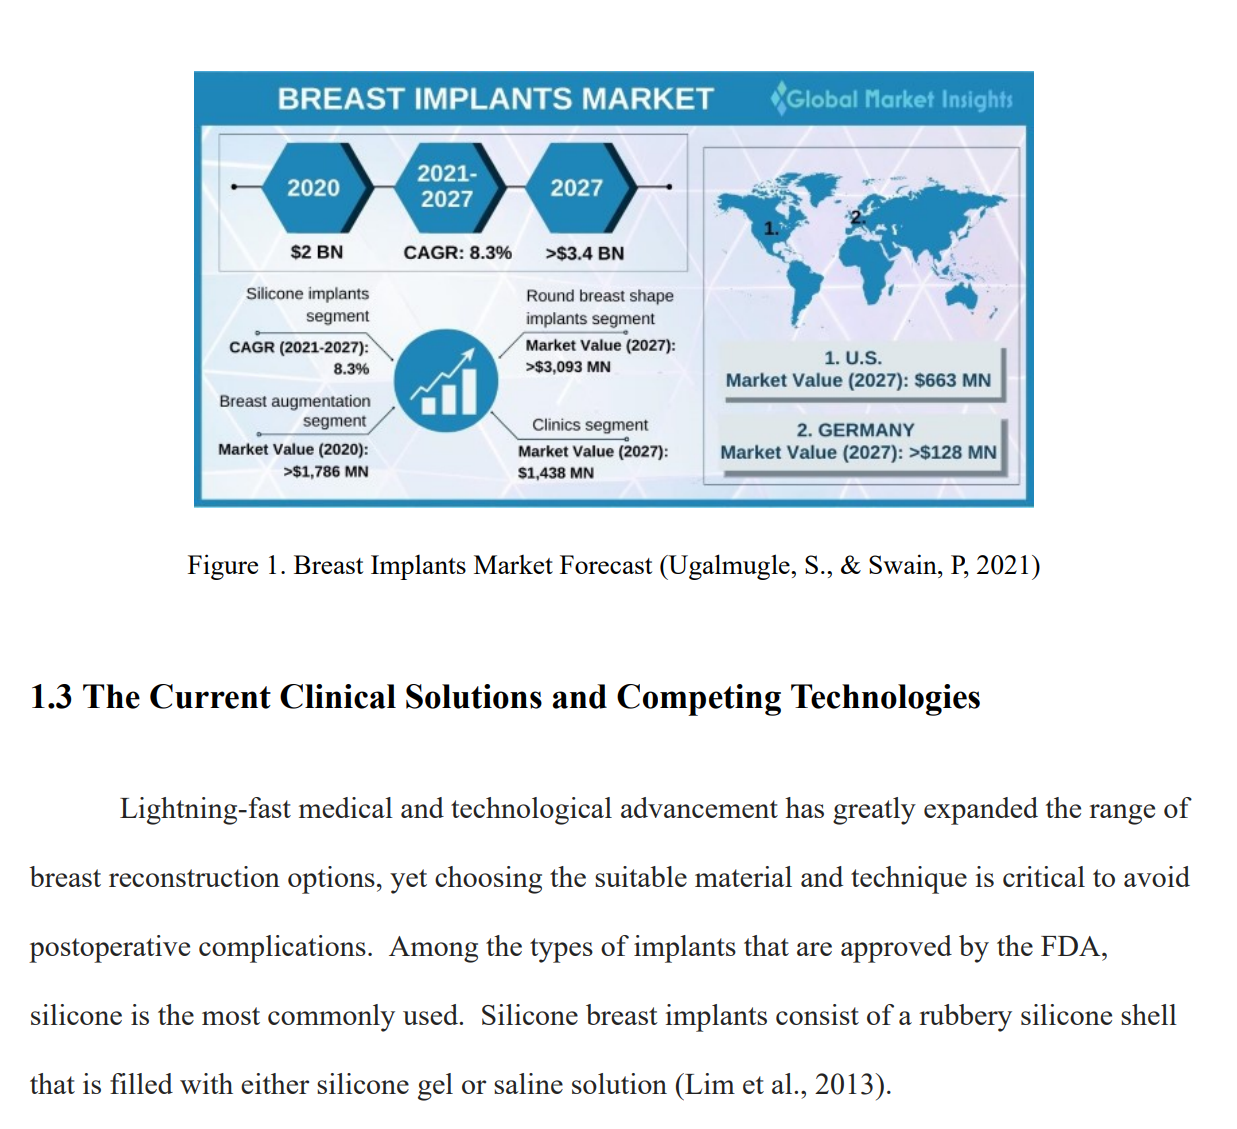 BREAST IMPLANTS MARKET
Global Market Insights
2020
2021-
2027
2027
$2 BN
CAGR: 8.3%
>$3.4 BN
Silicone implants
segment
CAGR (2021-2027):
8.3%
Breast augmentation
segment
Market Value (2020):
>$1,786 MN
Round breast shape
implants segment
Market Value (2027):
>$3,093 MN
Clinics segment
Market Value (2027):
$1,438 MN
1.
2.
1. U.S.
Market Value (2027): $663 MN
2. GERMANY
Market Value (2027): >$128 MN
Figure 1. Breast Implants Market Forecast (Ugalmugle, S., & Swain, P, 2021)
1.3 The Current Clinical Solutions and Competing Technologies
Lightning-fast medical and technological advancement has greatly expanded the range of
breast reconstruction options, yet choosing the suitable material and technique is critical to avoid
postoperative complications.  Among the types of implants that are approved by the FDA,
silicone is the most commonly used.  Silicone breast implants consist of a rubbery silicone shell
that is filled with either silicone gel or saline solution (Lim et al., 2013).